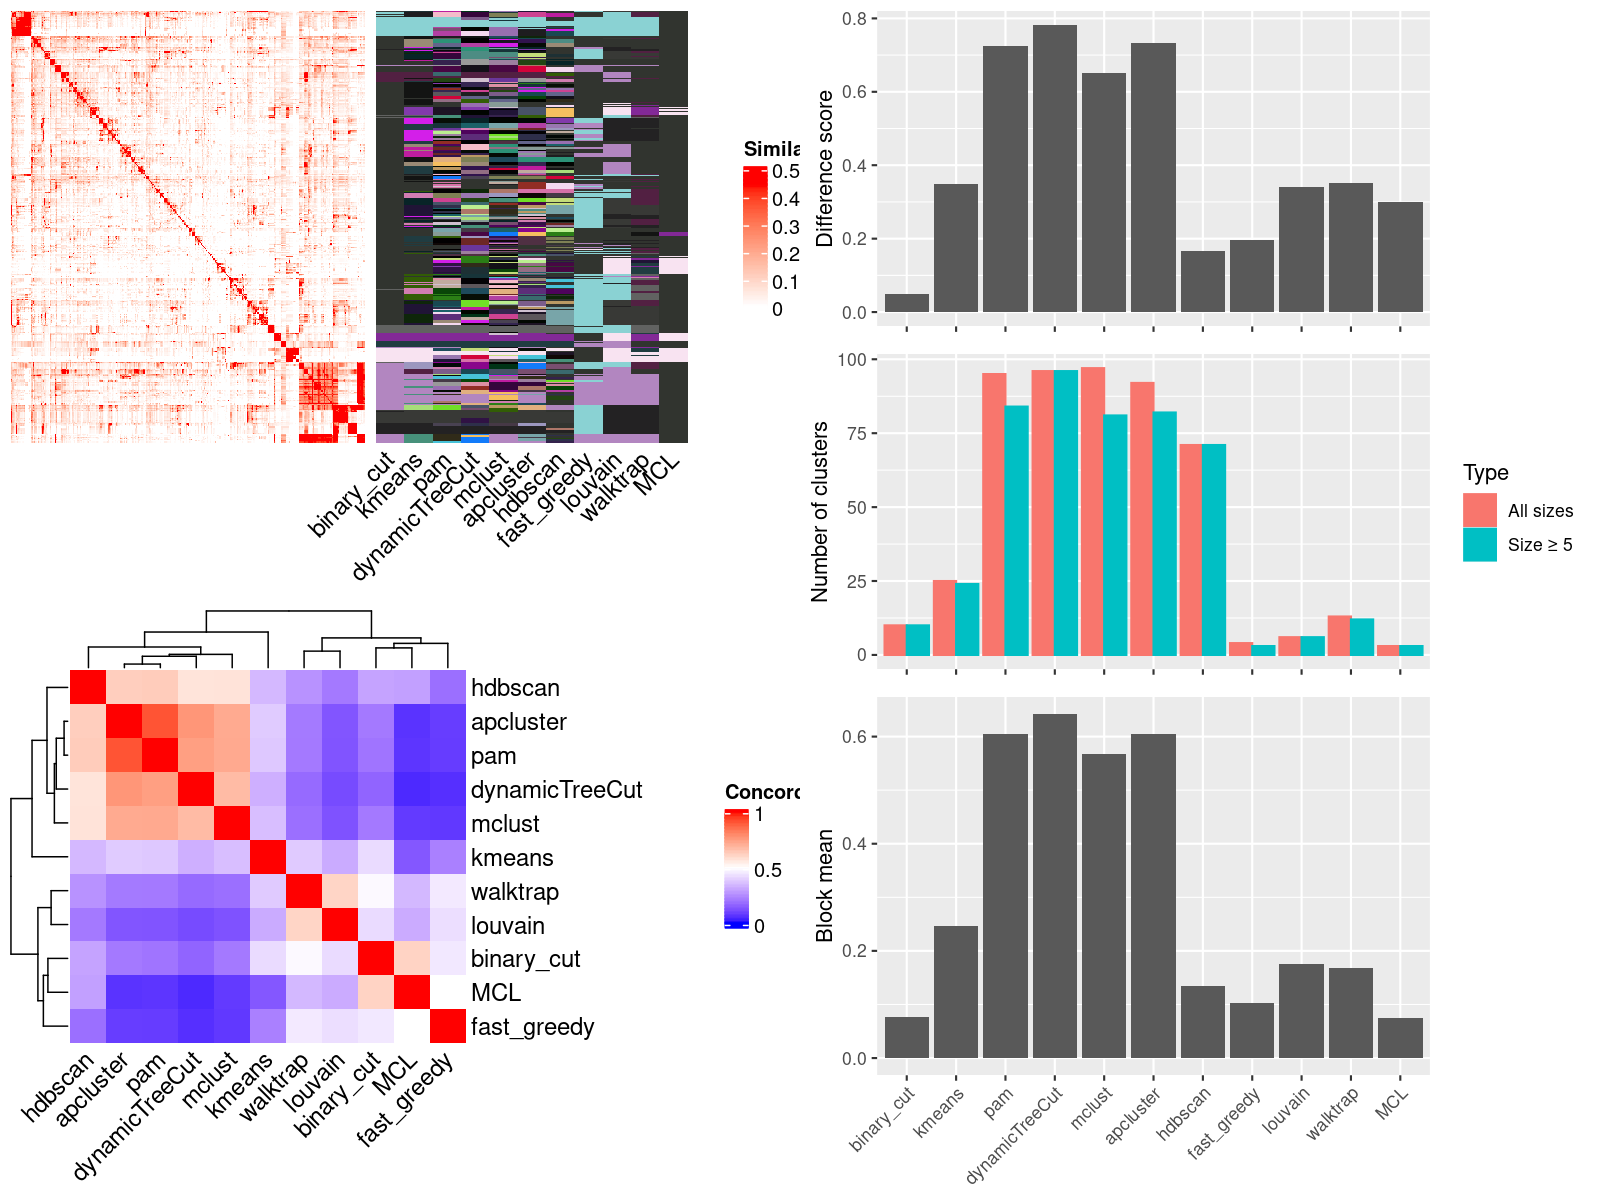 Simila
0.5
0.4
0.3
0.2
0.1
0
binary_cut
kmeans
pam
dynamicTreeCut
mclust
apcluster
hdbscan
fast_greedy
louvain
walktrap
MCL
hdbscan
apcluster
pam
dynamicTreeCut
mclust
kmeans
walktrap
louvain
binary_cut
MCL
fast_greedy
hdbscan
apcluster
pam
dynamicTreeCut
mclust
kmeans
walktrap
louvain
binary_cut
MCL
fast_greedy
Concord
1
0.5
0
Difference score
0.8
0.6
0.4
0.2
0.0
Number of clusters
100
75
50
25
0
Type
All sizes
Size ≥ 5
Block mean
0.6
0.4
0.2
0.0
binary_cut
kmeans
pam
dynamicTreeCut
mclust
apcluster
hdbscan
fast_greedy
louvain
walktrap
MCL